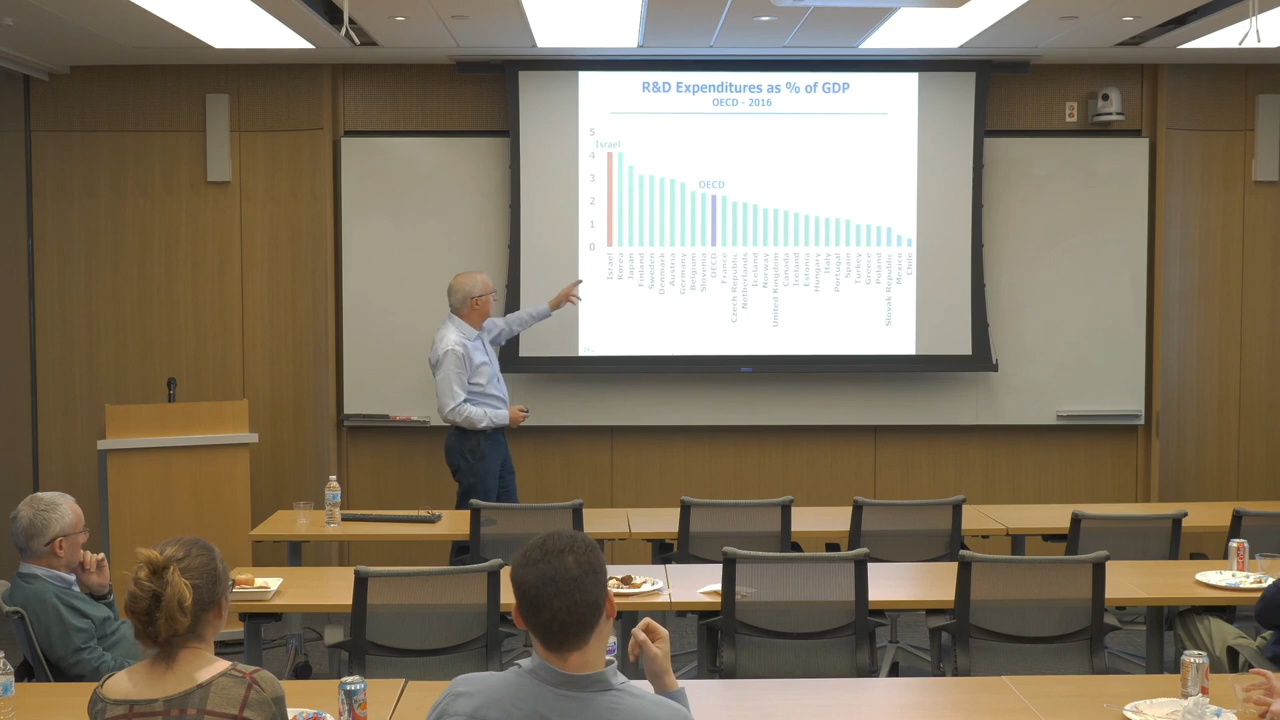 R&D Expenditures as % of GDP
OECD - 2016
5
Israel
4
OECD
3
2
1
0
Israel
Korea
Japan
Finland
Sweden
Denmark
Austria
Germany
Belgium
Slovenia
OECD
France
Czech Republic
Netherlands
Iceland
Norway
United Kingdom
Canada
Ireland
Estonia
Hungary
Italy
Portugal
Spain
Turkey
Greece
Poland
Slovak Republic
Mexico
Chile